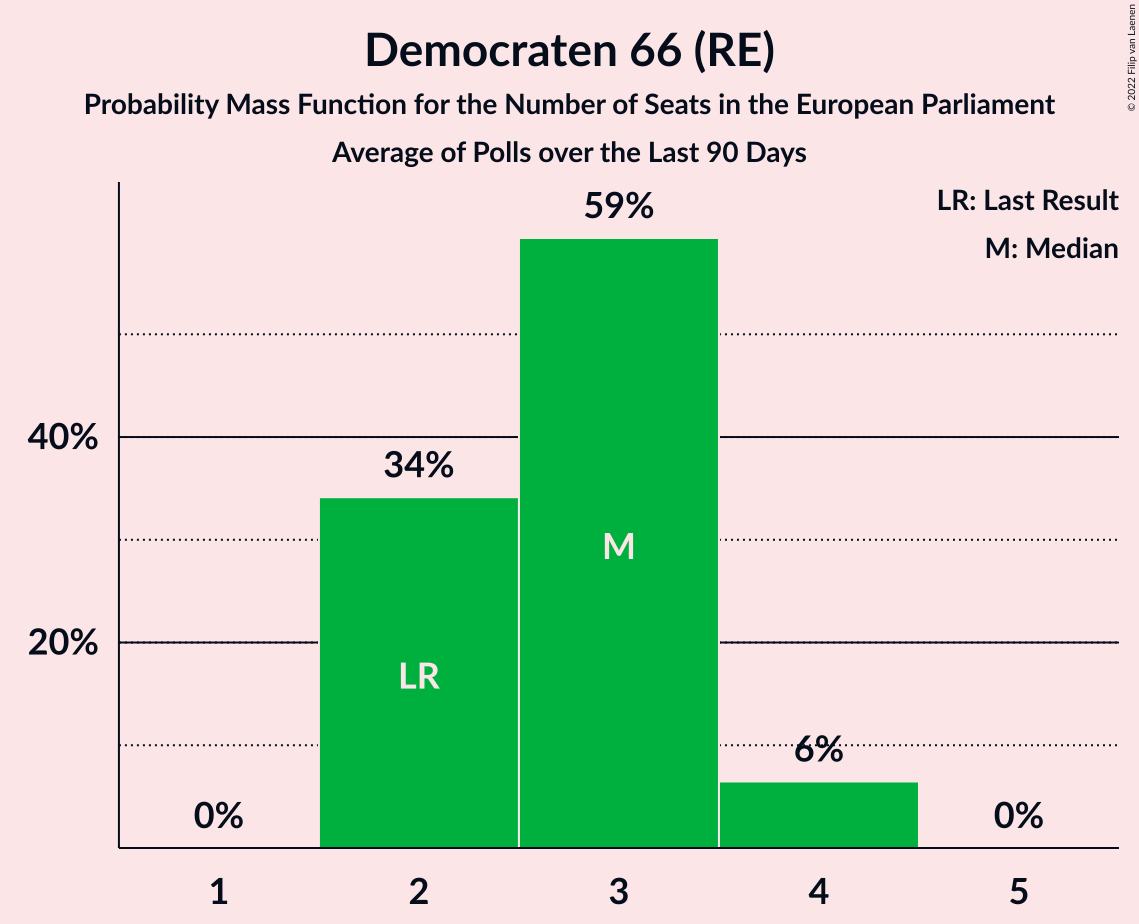 Democraten 66 (RE)
Probability Mass Function for the Number of Seats in the European Parliament
Average of Polls over the Last 90 Days
© 2022 Filip van Laenen
LR: Last Result
M: Median
59%
40%
34%
M
20%
LR
6%
0%
0%
1 2 3 4 5